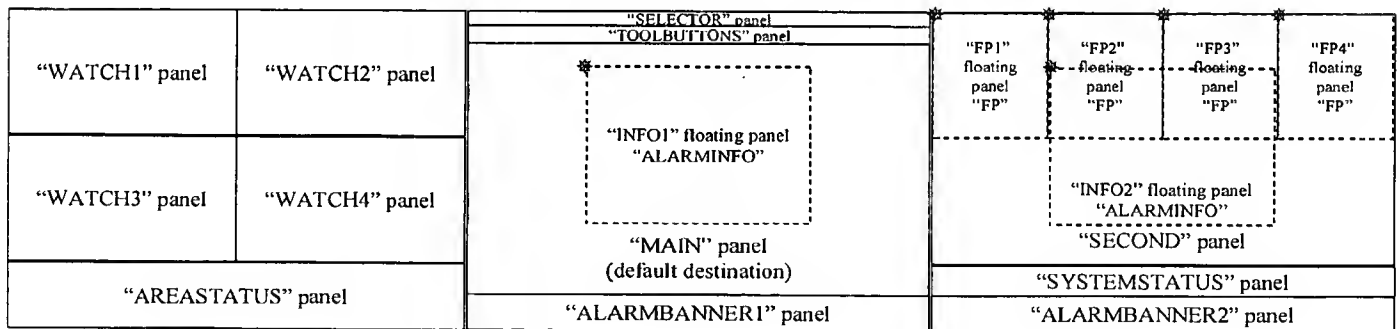 “WATCH1” panel
“WATCH2” panel
“WATCH3” panel
“WATCH4” panel
“AREASTATUS” panel
“SELECTOR” panel
“TOOLBUTTONS” panel
“INFO1” floating panel
“ALARMINFO”
“MAIN” panel
(default destination)
“ALARMBANNER1” panel
“FP1”
floating
panel
“FP”
“FP2”
floating
panel
“FP”
“FP3”
floating
panel
“FP”
“FP4”
floating
panel
“FP”
“INFO2” floating panel
“ALARMINFO”
“SECOND” panel
“SYSTEMSTATUS” panel
“ALARMBANNER2” panel